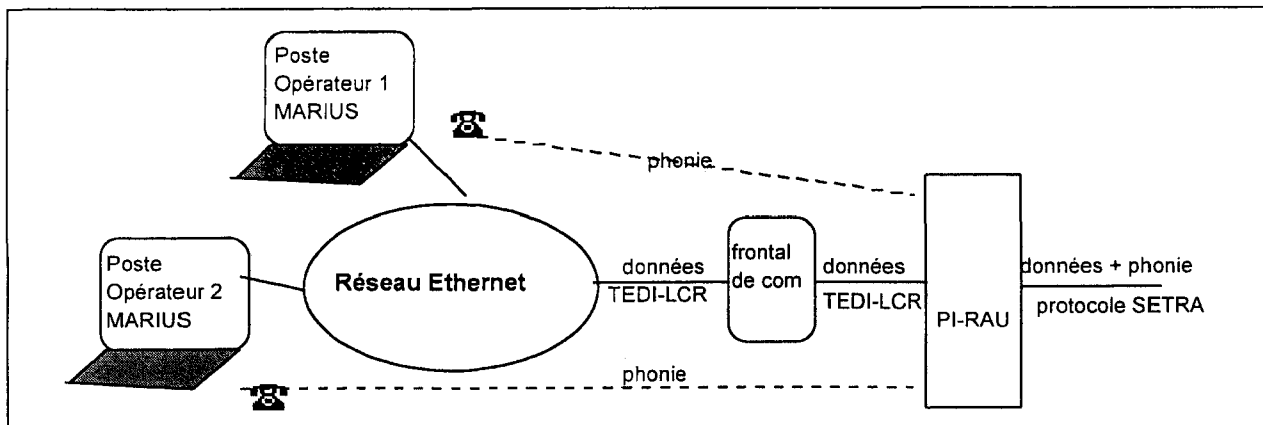 Poste
Opérateur 1
MARIUS
phonie
Poste
Opérateur 2
MARIUS
Réseau Ethernet
données
TEDI-LCR
frontal
de com
données
TEDI-LCR
PI-RAU
données + phonie
protocole SETRA
phonie